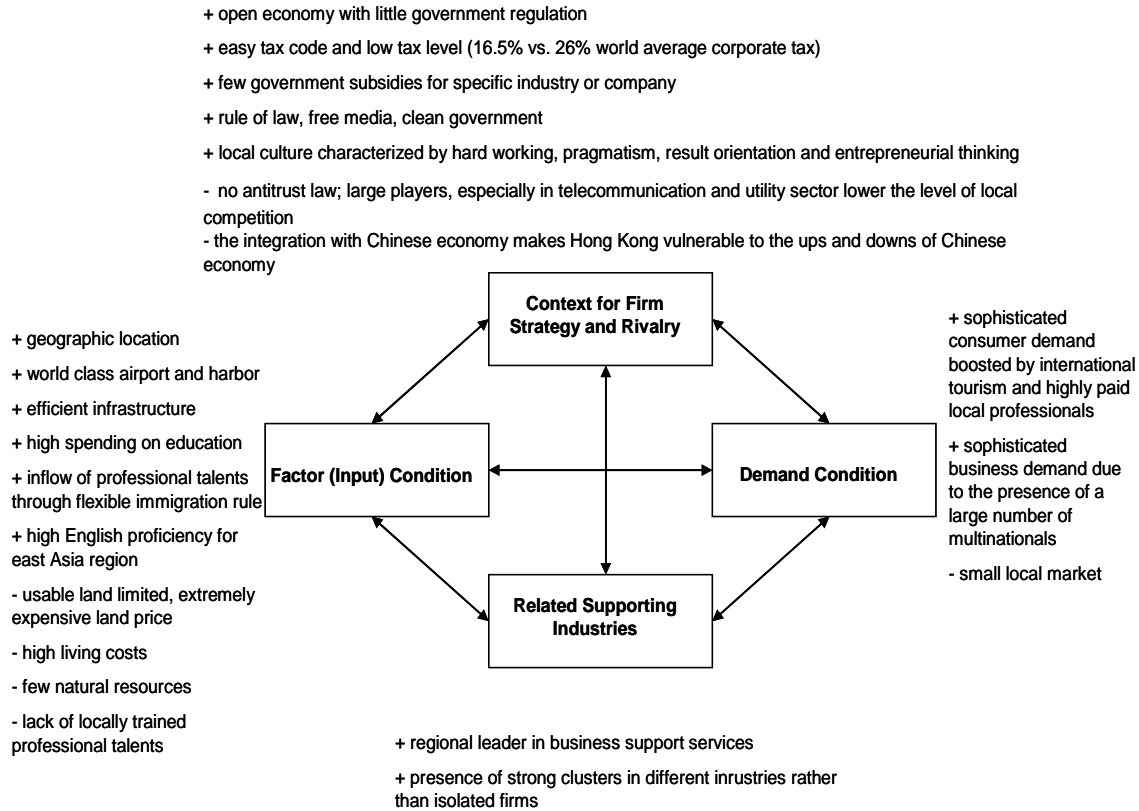 + open economy with little government regulation
+ easy tax code and low tax level (16.5% vs. 26% world average corporate tax)
+ few government subsidies for specific industry or company
+ rule of law, free media, clean government
+ local culture characterized by hard working, pragmatism, result orientation and entrepreneurial thinking
- no antitrust law; large players, especially in telecommunication and utility sector lower the level of local
competition
- the integration with Chinese economy makes Hong Kong vulnerable to the ups and downs of Chinese
economy
Context for Firm
Strategy and Rivalry
+ geographic location
+ world class airport and harbor
+ efficient infrastructure
+ high spending on education
+ inflow of professional talents
through flexible immigration rule
+ high English proficiency for
east Asia region
- usable land limited, extremely
expensive land price
- high living costs
- few natural resources
- lack of locally trained
professional talents
Factor (Input) Condition
Demand Condition
+ sophisticated
consumer demand
boosted by international
tourism and highly paid
local professionals
+ sophisticated
business demand due
to the presence of a
large number of
multinationals
- small local market
Related Supporting
Industries
+ regional leader in business support services
+ presence of strong clusters in different inrustries rather
than isolated firms